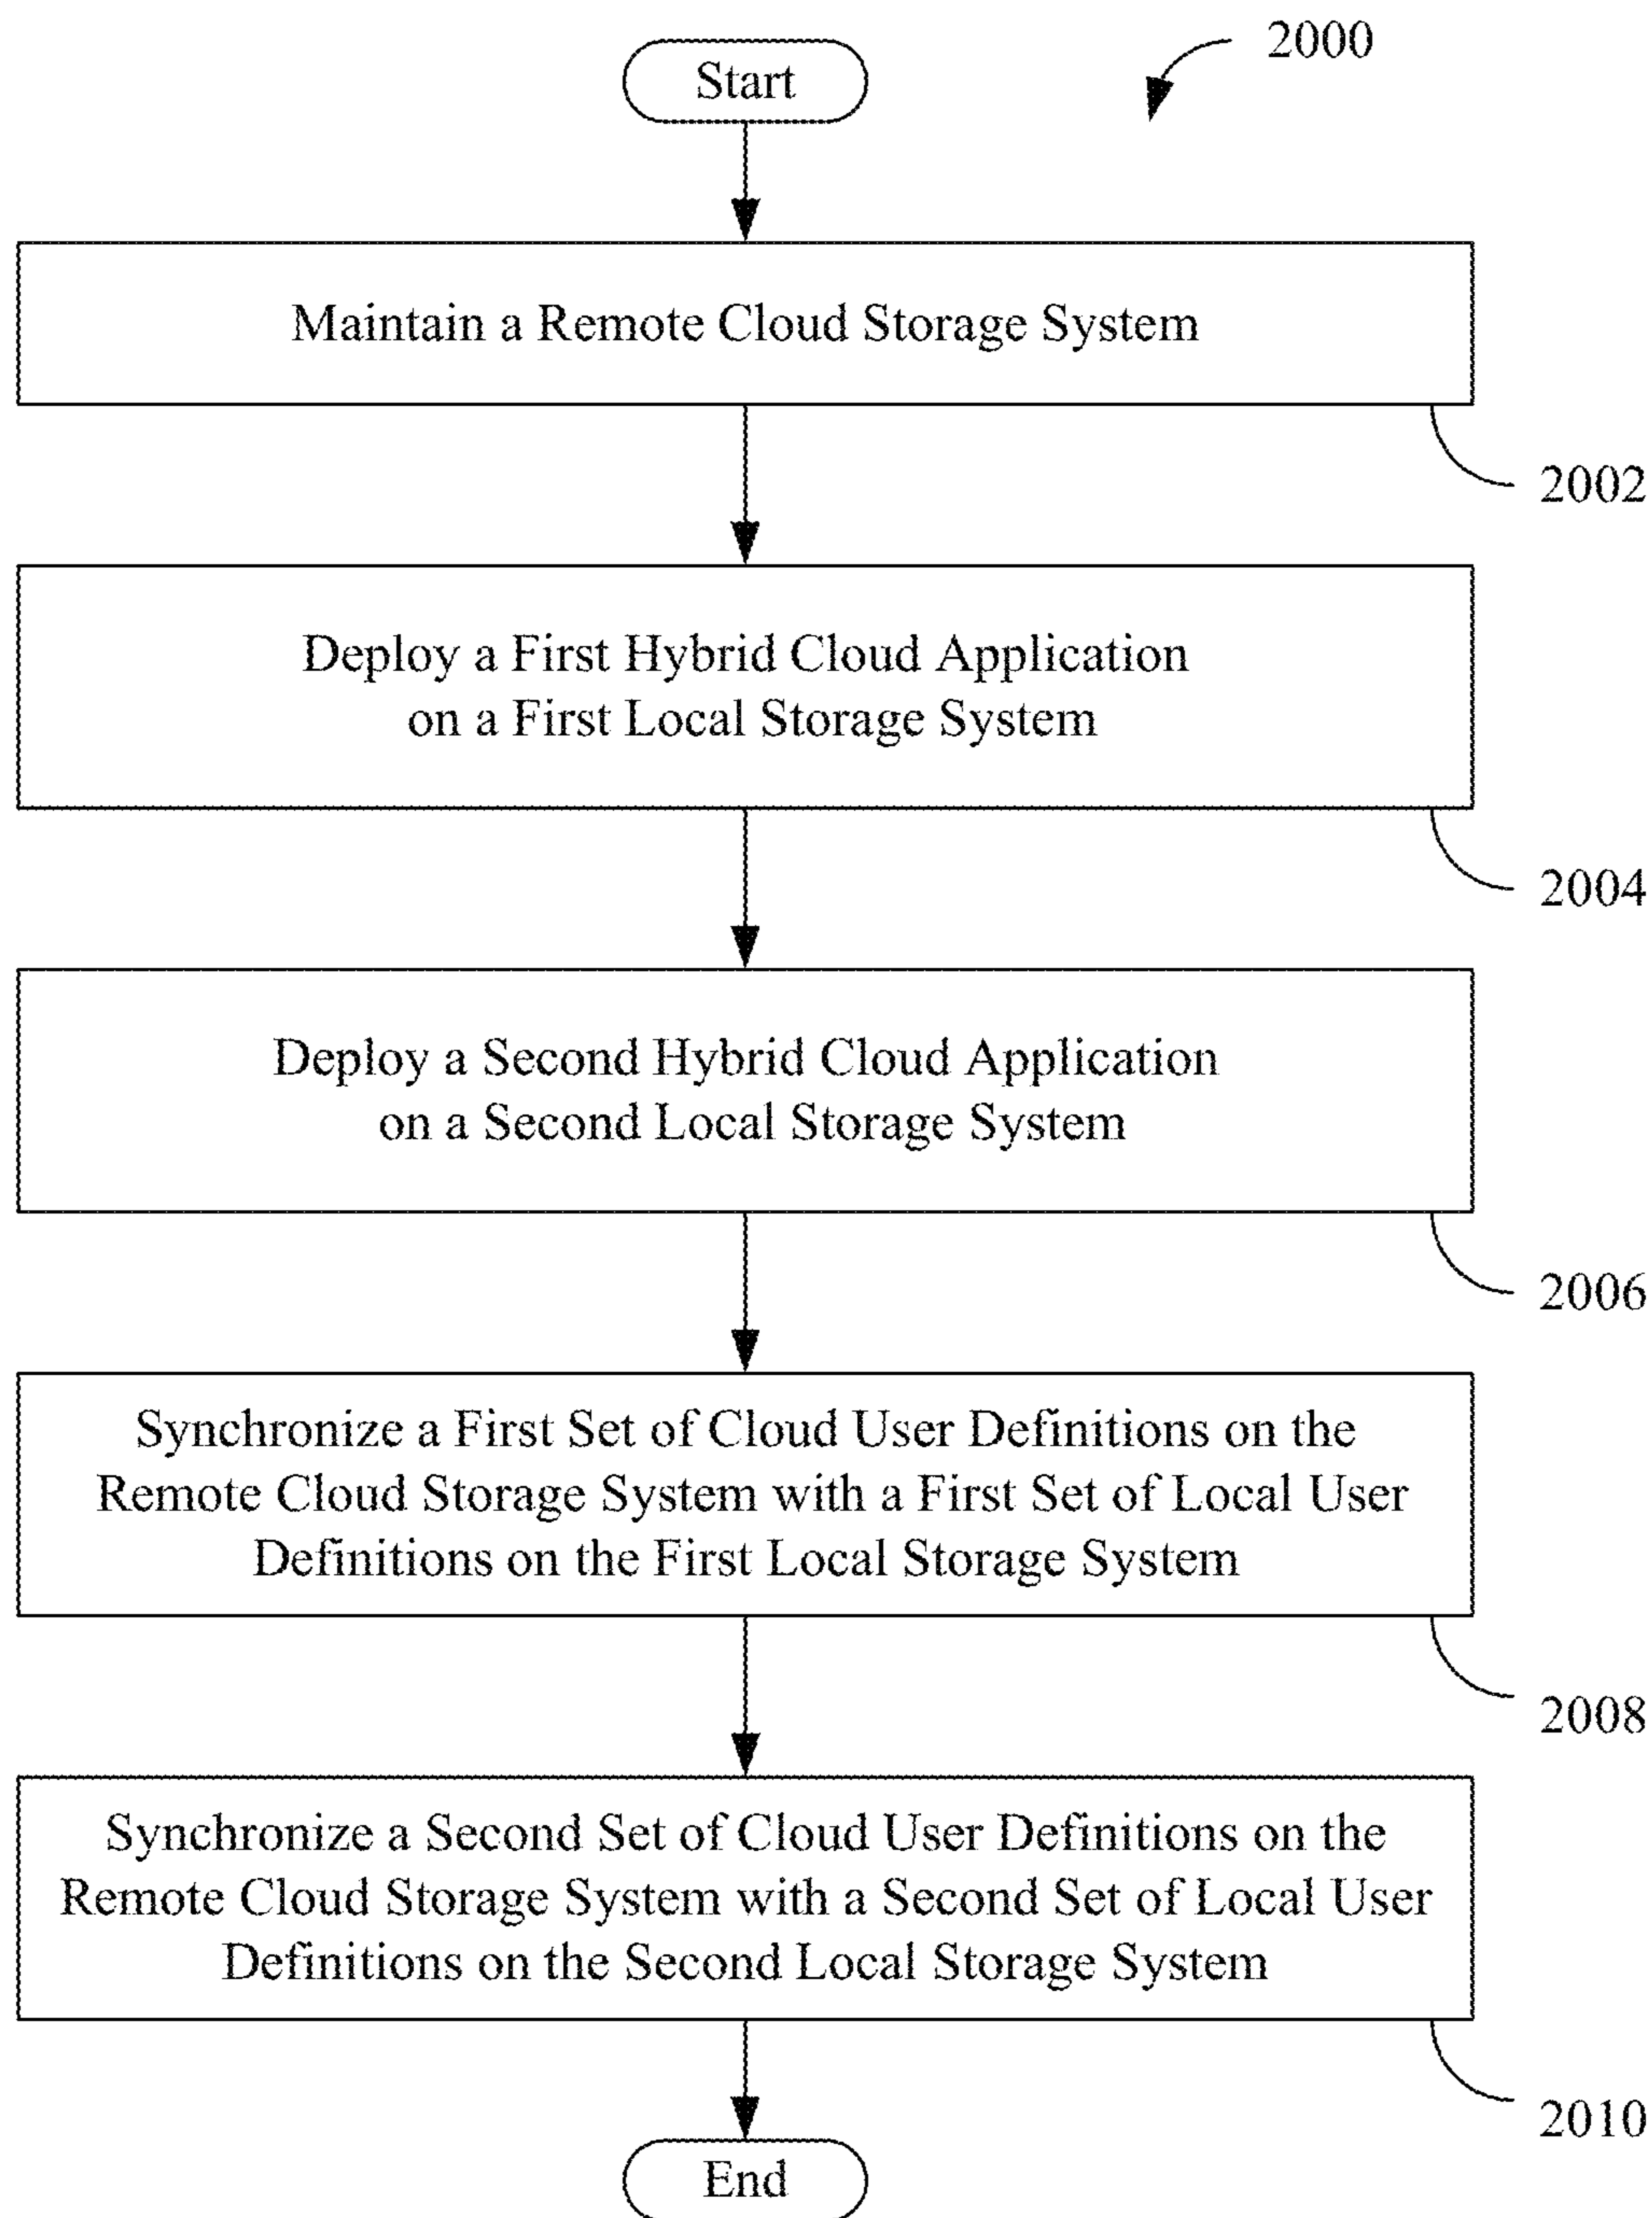 2000
Start
Maintain a Remote Cloud Storage System
2002
Deploy a First Hybrid Cloud Application
on a First Local Storage System
2004
Deploy a Second Hybrid Cloud Application
on a Second Local Storage System
2006
Synchronize a First Set of Cloud User Definitions on the
Remote Cloud Storage System with a First Set of Local User
Definitions on the First Local Storage System
2008
Synchronize a Second Set of Cloud User Definitions on the
Remote Cloud Storage System with a Second Set of Local User
Definitions on the Second Local Storage System
2010
End